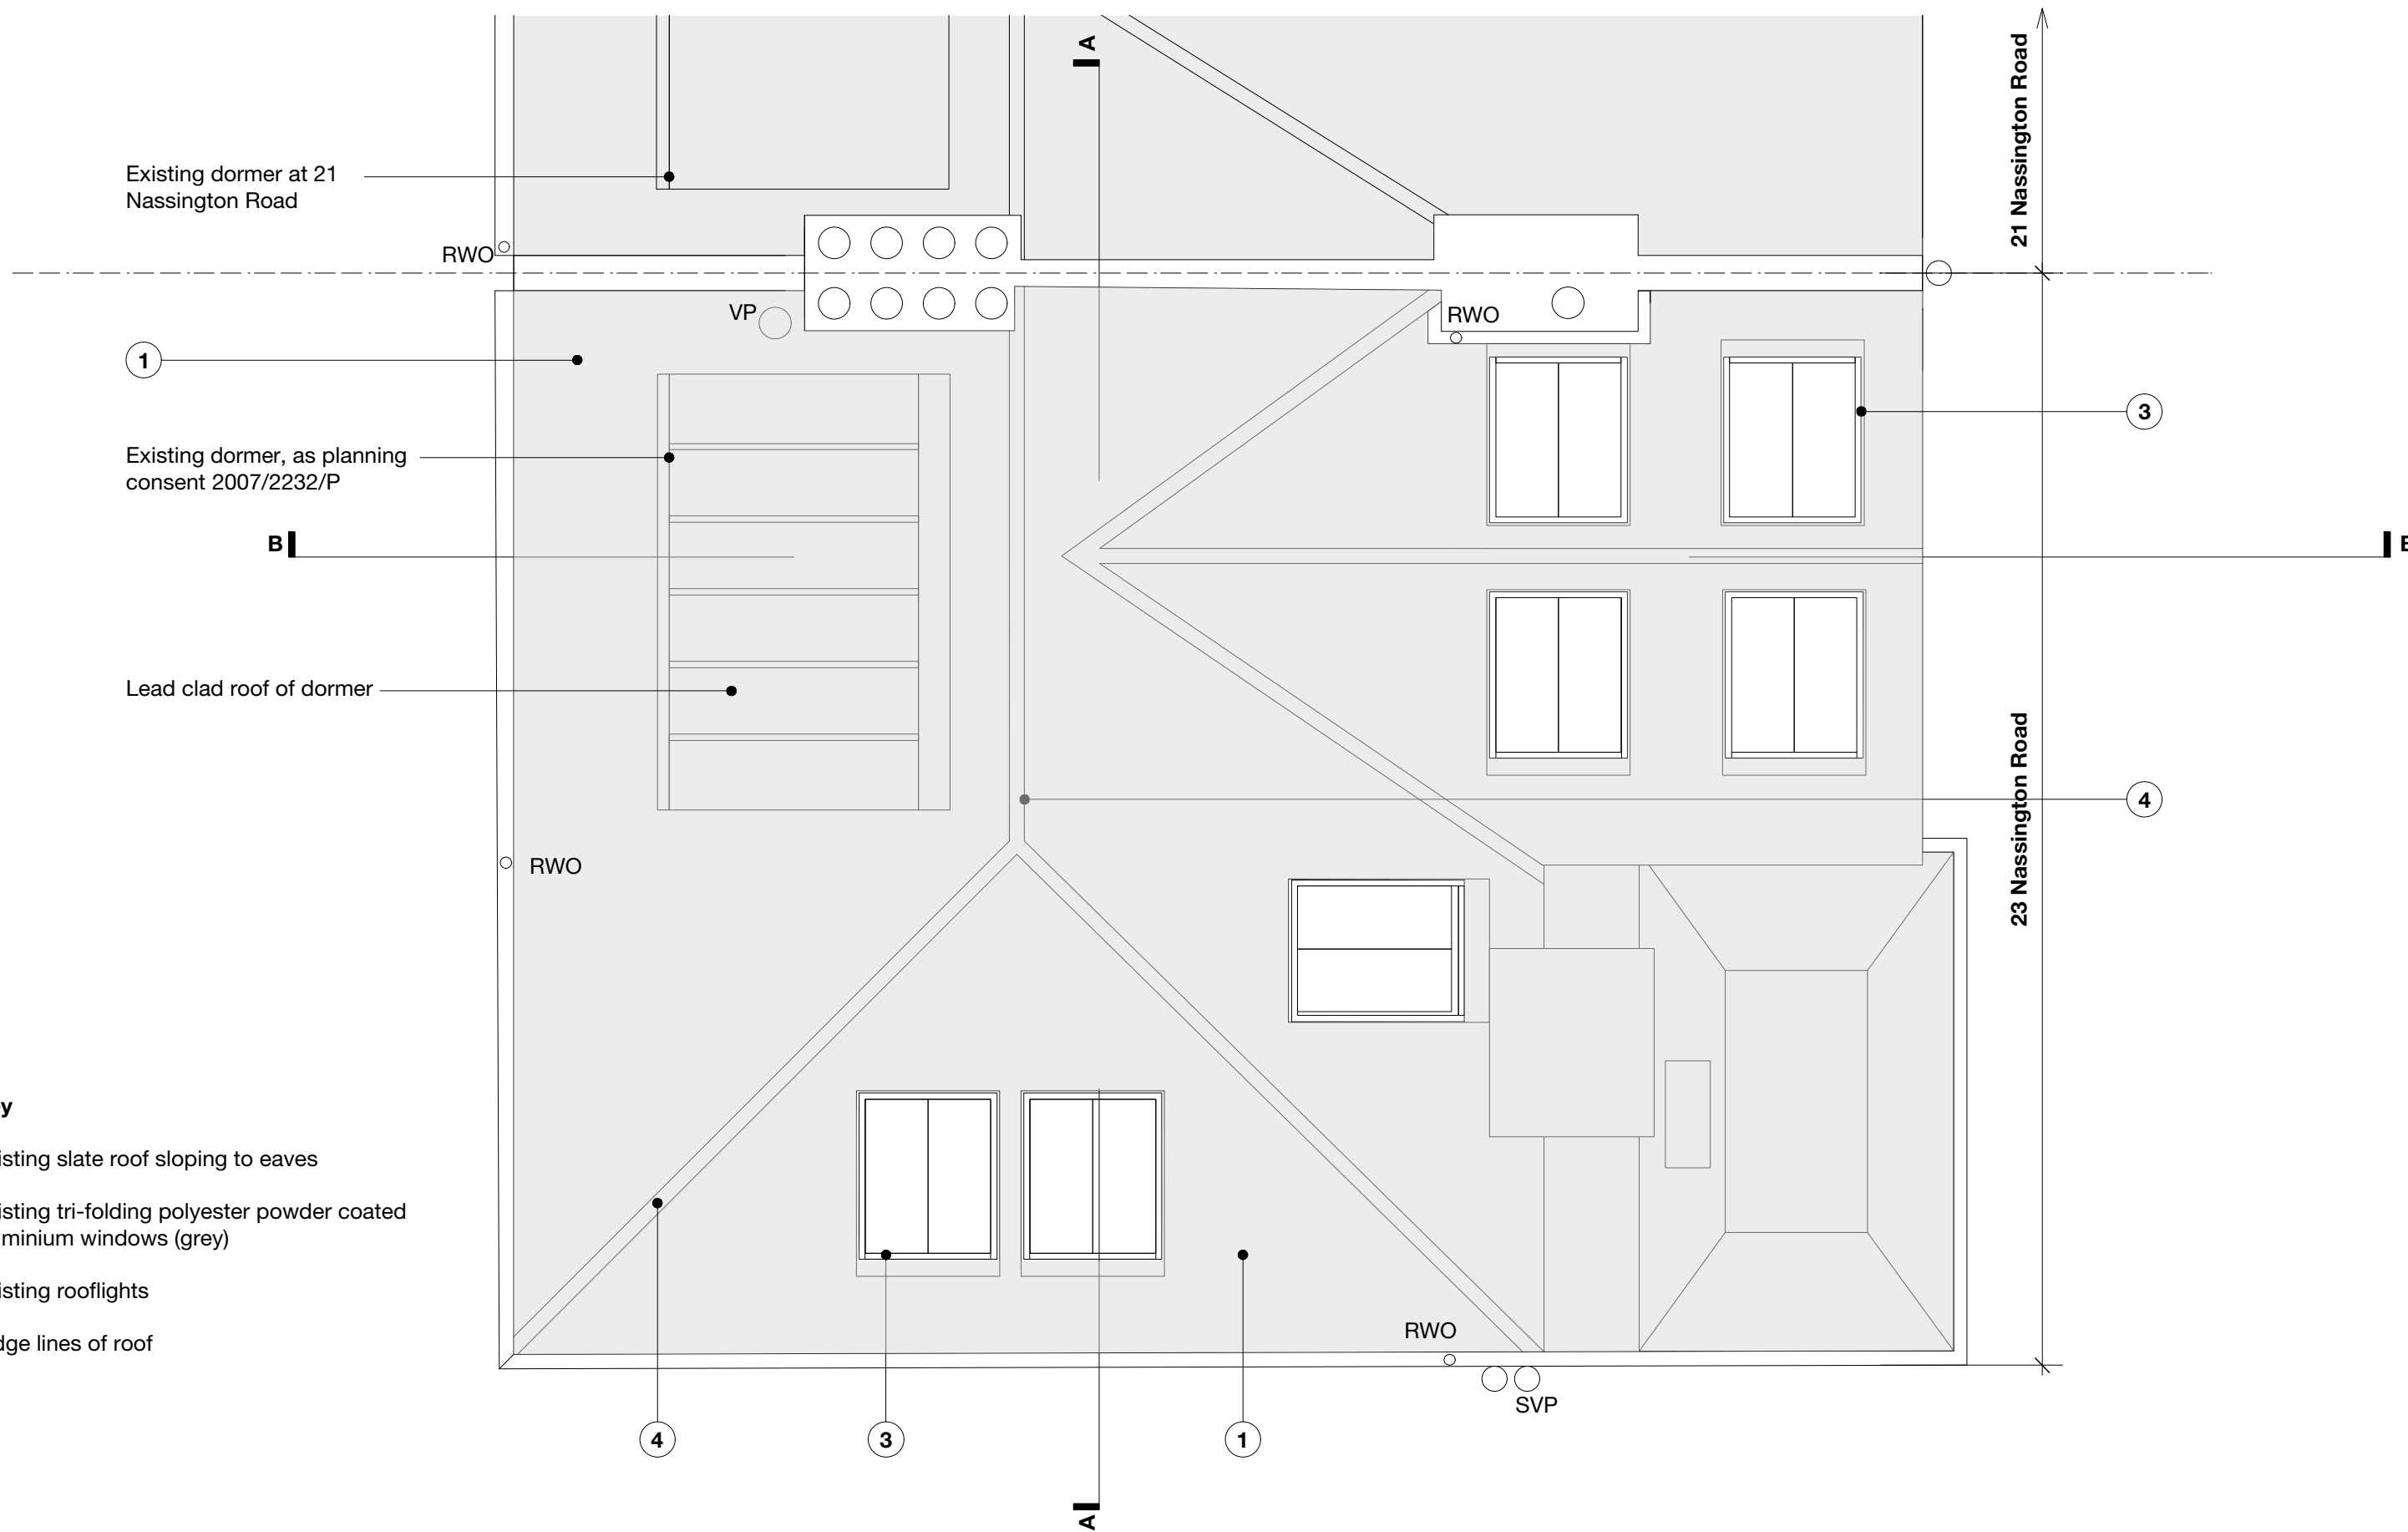 A
21 Nassington Road
Existing dormer at 21
Nassington Road
RWO
VP
RWO
1
3
Existing dormer, as planning
consent 2007/2232/P
B
Lead clad roof of dormer
4
23 Nassington Road
RWO
y
isting slate roof sloping to eaves
isting tri-folding polyester powder coated
minium windows (grey)
isting rooflights
dge lines of roof
RWO
SVP
4
3
1
A